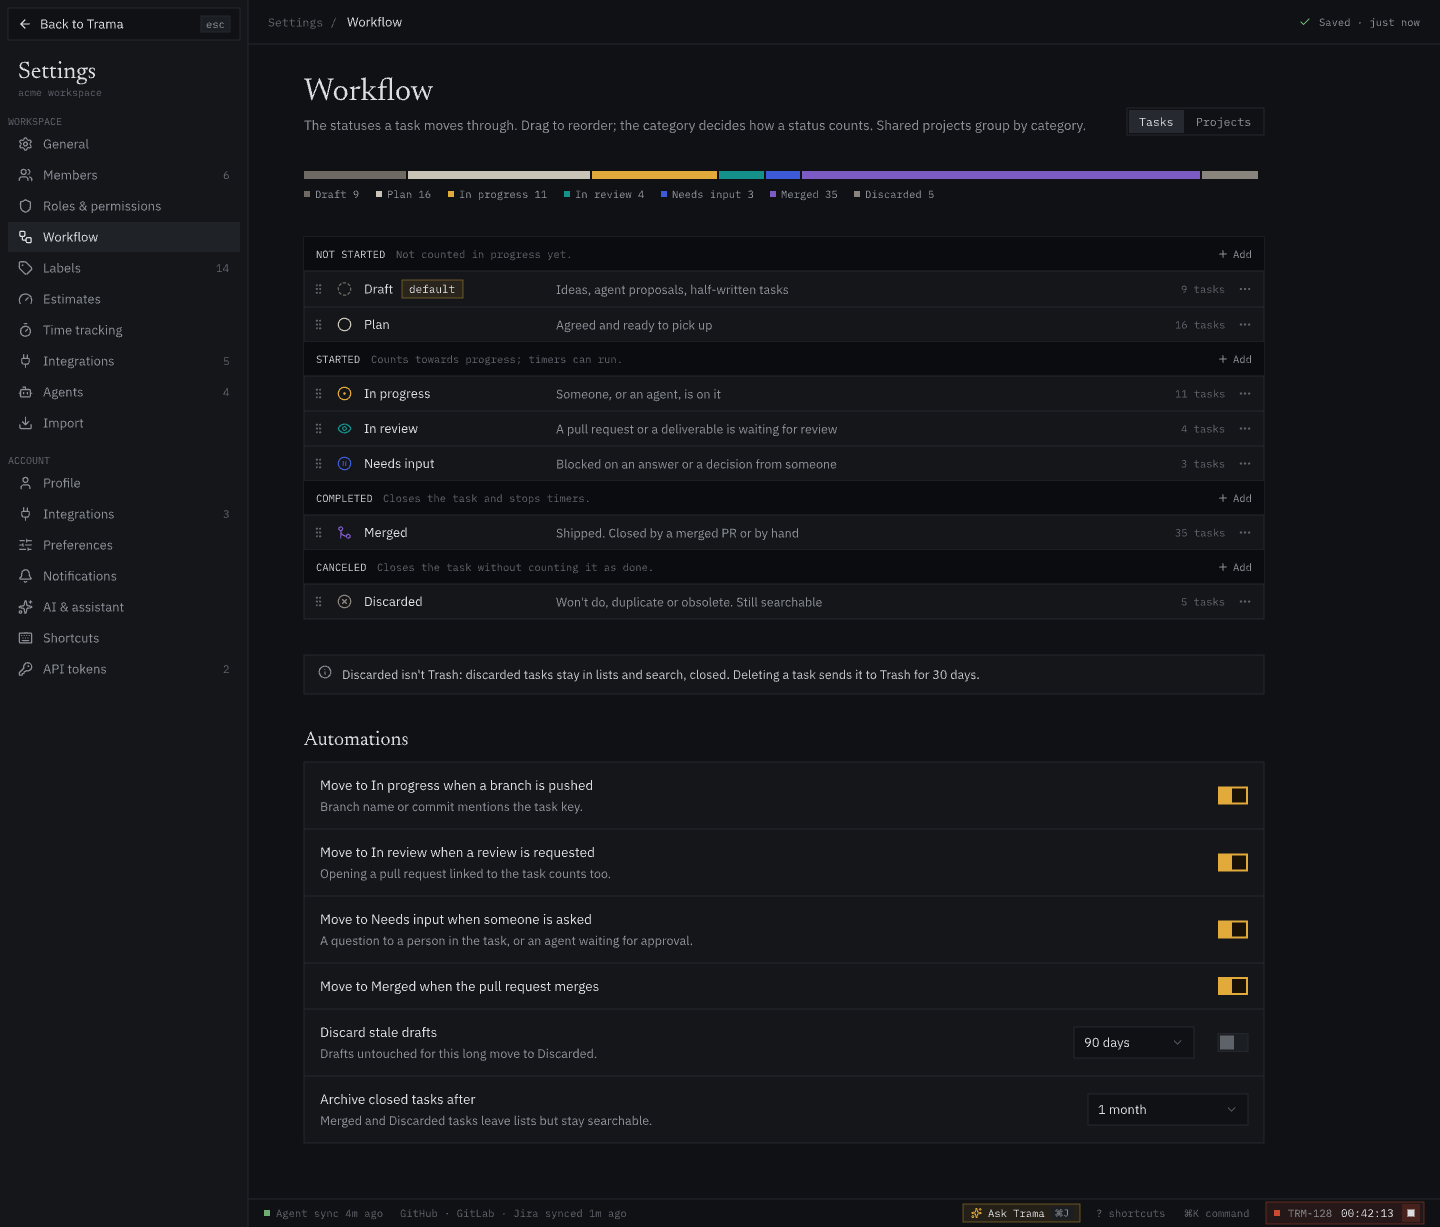 Back to Trama esc
Settings
acme workspace
WORKSPACE
General
Members 6
Roles & permissions
Workflow
Labels 14
Estimates
Time tracking
Integrations 5
Agents 4
Import
ACCOUNT
Profile
Integrations 3
Preferences
Notifications
AI & assistant
Shortcuts
API tokens 2
Settings / Workflow
Saved · just now
Workflow
The statuses a task moves through. Drag to reorder; the category decides how a status counts. Shared projects group by category.
Tasks Projects
Draft 9 Plan 16 In progress 11 In review 4 Needs input 3 Merged 35 Discarded 5
NOT STARTED Not counted in progress yet. + Add
Draft default Ideas, agent proposals, half-written tasks 9 tasks ···
Plan Agreed and ready to pick up 16 tasks ···
STARTED Counts towards progress; timers can run. + Add
In progress Someone, or an agent, is on it 11 tasks ···
In review A pull request or a deliverable is waiting for review 4 tasks ···
Needs input Blocked on an answer or a decision from someone 3 tasks ···
COMPLETED Closes the task and stops timers. + Add
Merged Shipped. Closed by a merged PR or by hand 35 tasks ···
CANCELED Closes the task without counting it as done. + Add
Discarded Won't do, duplicate or obsolete. Still searchable 5 tasks ···
Discarded isn't Trash: discarded tasks stay in lists and search, closed. Deleting a task sends it to Trash for 30 days.
Automations
Move to In progress when a branch is pushed
Branch name or commit mentions the task key.
Move to In review when a review is requested
Opening a pull request linked to the task counts too.
Move to Needs input when someone is asked
A question to a person in the task, or an agent waiting for approval.
Move to Merged when the pull request merges
Discard stale drafts
Drafts untouched for this long move to Discarded.
90 days
Archive closed tasks after
Merged and Discarded tasks leave lists but stay searchable.
1 month
Agent sync 4m ago GitHub · GitLab · Jira synced 1m ago
Ask Trama ⌘J ? shortcuts ⌘K command TRM-128 00:42:13